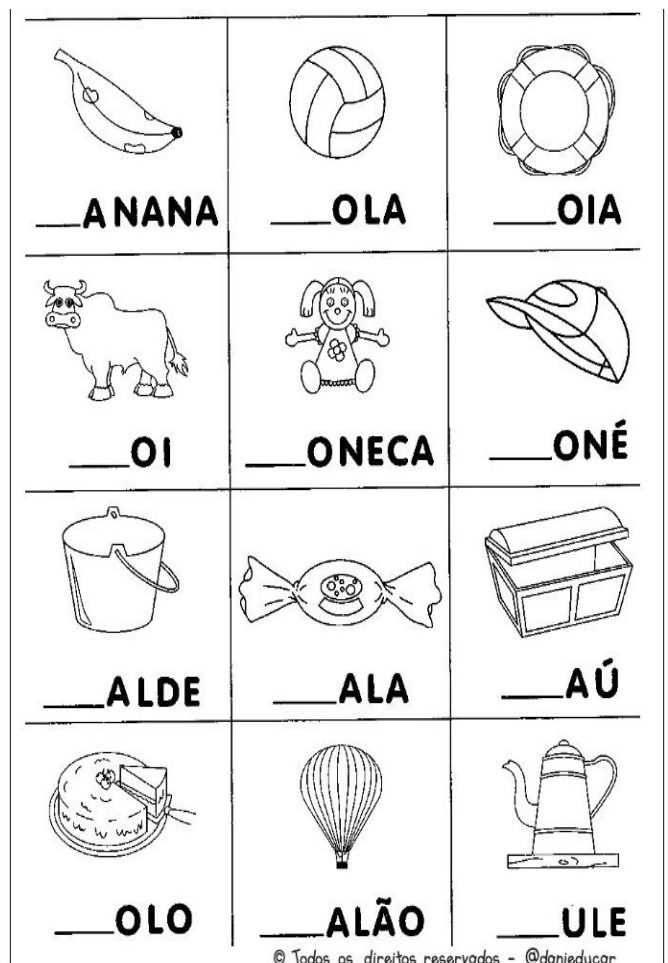 ___ANANA ___OLA ___OIA
___OI ___ONECA ___ONÉ
___ALDE ___ALA ___AÚ
___OLO ___ALÃO ___ULE
© Todos os direitos reservados - @danieducar